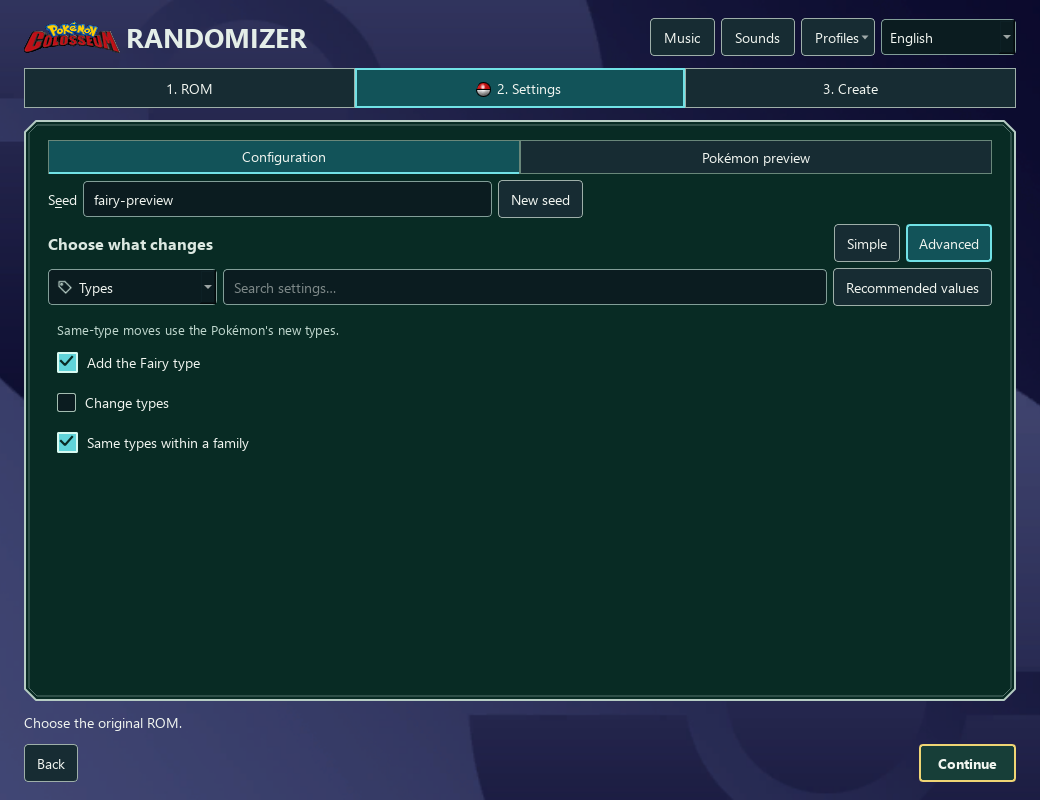 Pokémon
COLOSSEUM
RANDOMIZER
Music
Sounds
Profiles
English
1. ROM
2. Settings
3. Create
Configuration
Pokémon preview
Seed
fairy-preview
New seed
Choose what changes
Simple
Advanced
Types
Search settings...
Recommended values
Same-type moves use the Pokémon's new types.
Add the Fairy type
Change types
Same types within a family
Choose the original ROM.
Back
Continue